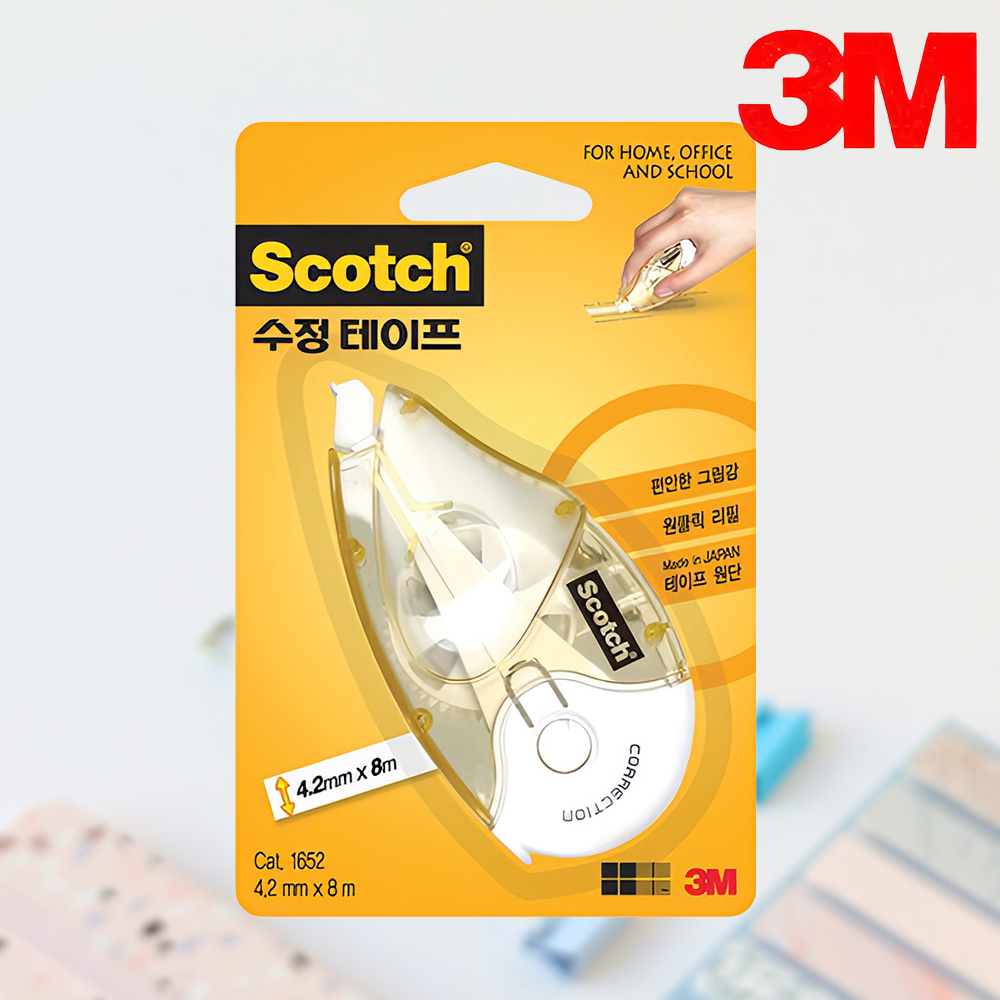 3M
FOR HOME, OFFICE
AND SCHOOL
Scotch®
수정 테이프
편안한 그립감
원클릭 리필
Made in JAPAN
테이프 원단
Scotch®
CORRECTION
4.2mm x 8m
Cat. 1652
4.2 mm x 8 m
3M